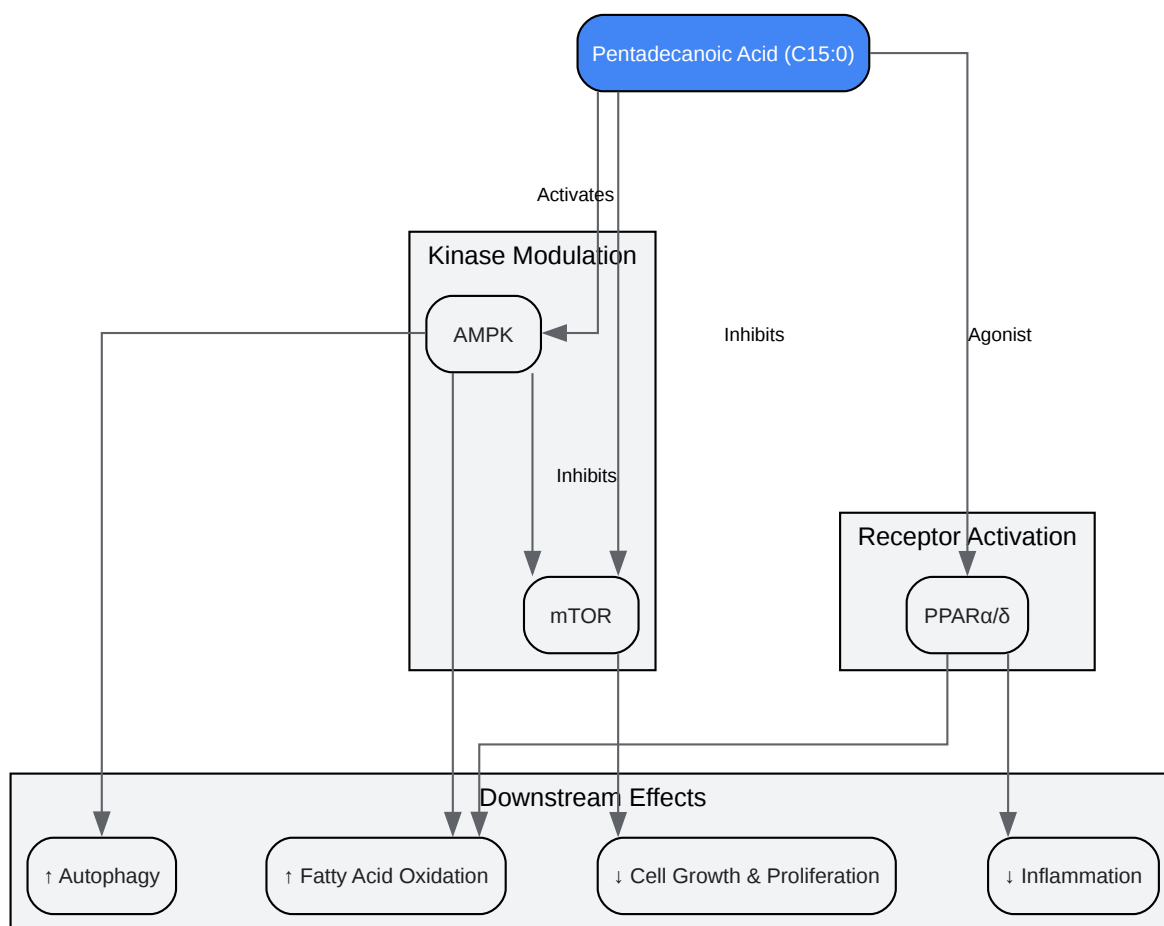 Pentadecanoic Acid (C15:0)
Activates
Kinase Modulation
AMPK
Inhibits
Agonist
Inhibits
Receptor Activation
mTOR
PPARα/δ
Downstream Effects
↑ Autophagy
↑ Fatty Acid Oxidation
↓ Cell Growth & Proliferation
↓ Inflammation